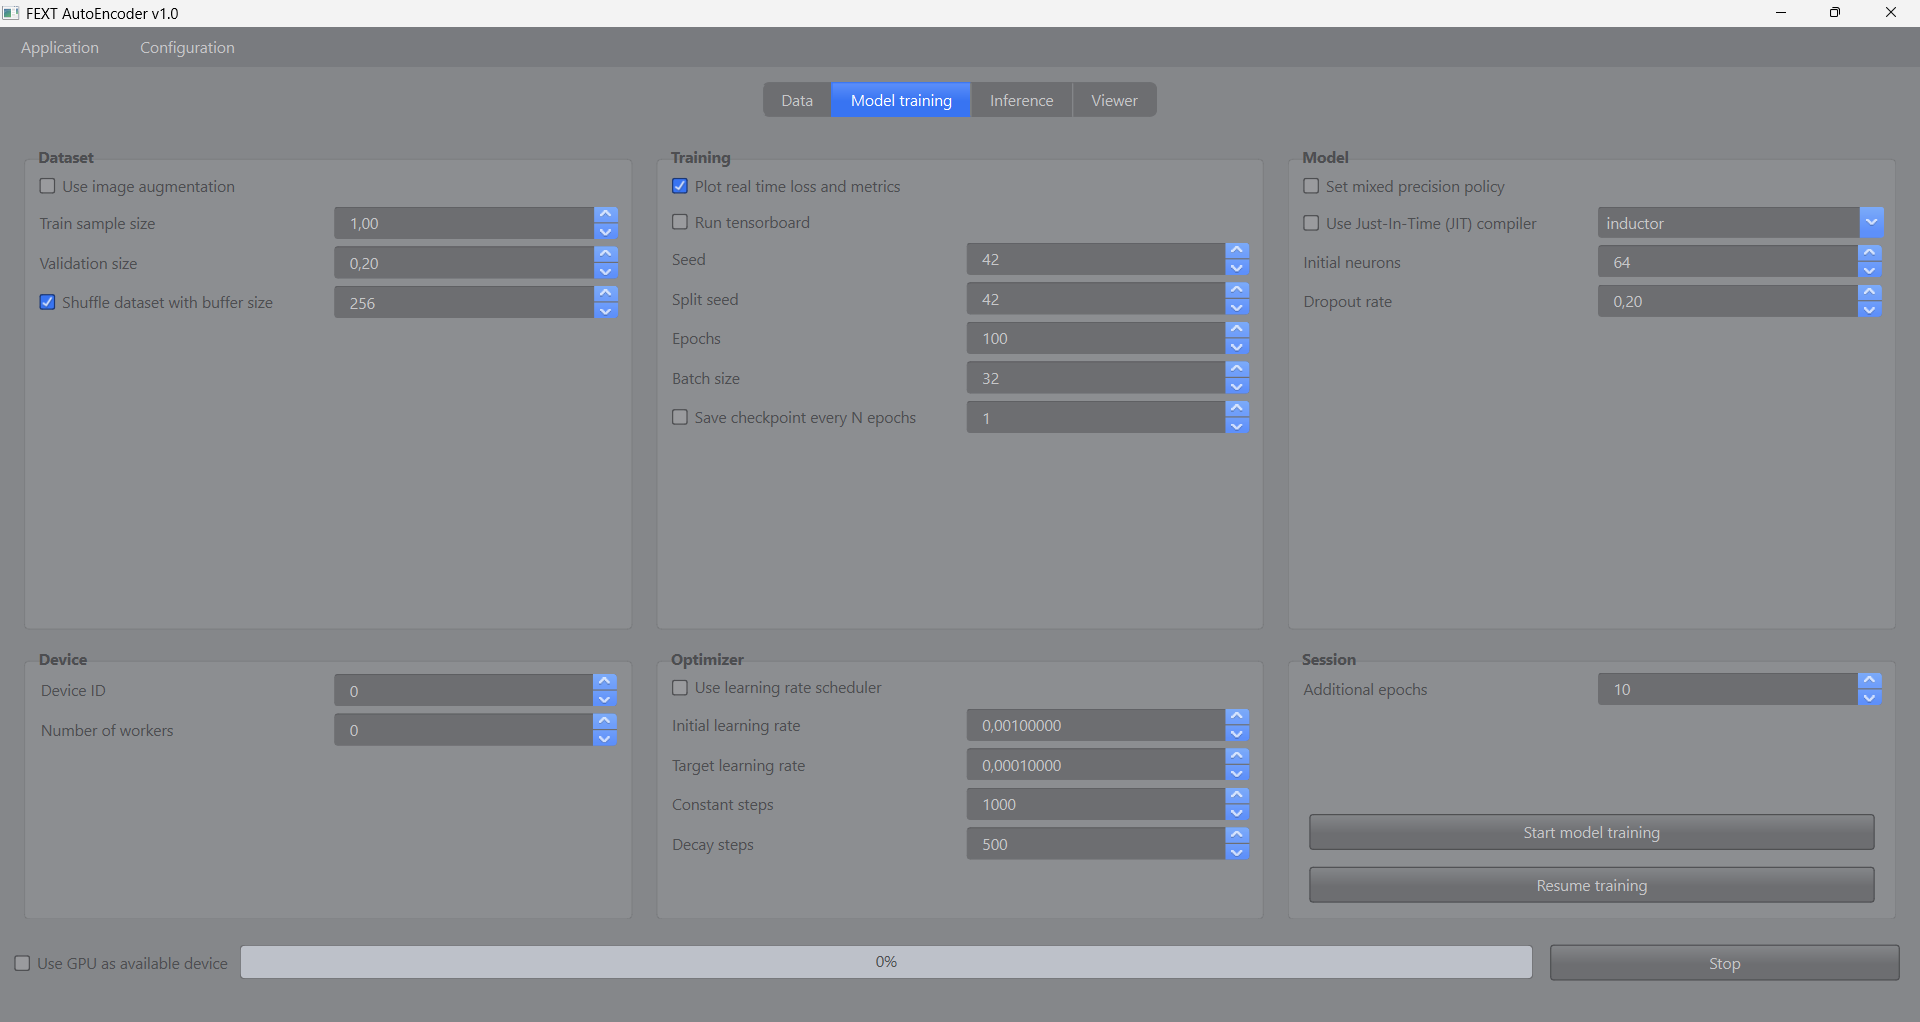 FEXT AutoEncoder v1.0
Application Configuration
Data Model training Inference Viewer
Dataset
Use image augmentation
Train sample size 1,00
Validation size 0,20
Shuffle dataset with buffer size 256
Training
Plot real time loss and metrics
Run tensorboard
Seed 42
Split seed 42
Epochs 100
Batch size 32
Save checkpoint every N epochs 1
Model
Set mixed precision policy
Use Just-In-Time (JIT) compiler inductor
Initial neurons 64
Dropout rate 0,20
Device
Device ID 0
Number of workers 0
Optimizer
Use learning rate scheduler
Initial learning rate 0,00100000
Target learning rate 0,00010000
Constant steps 1000
Decay steps 500
Session
Additional epochs 10
Start model training
Resume training
Use GPU as available device 0% Stop